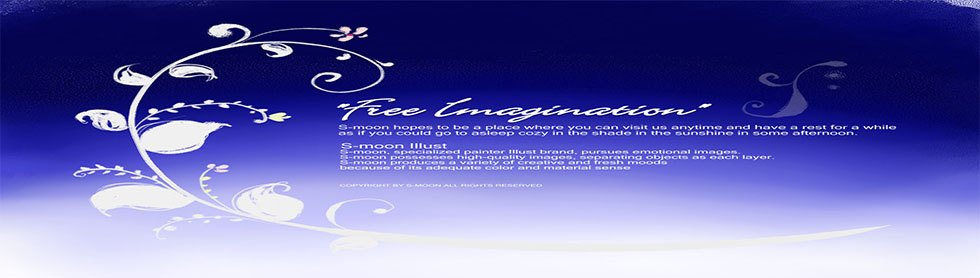 "Free Imagination"
S-moon hopes to be a place where you can visit us anytime and have a rest for a while
as if you could go to asleep cozy in the shade in the sunshine in some afternoon.
S-moon Illust
S-moon, specialized painter Illust brand, pursues emotional images.
S-moon possesses high-quality images, separating objects as each layer.
S-moon produces a variety of creative and fresh moods
because of its adequate color and material sense
COPYRIGHT BY S-MOON ALL RIGHTS RESERVED